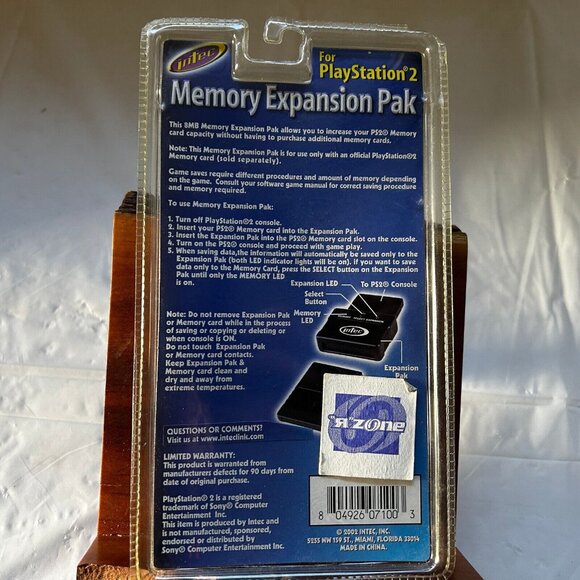 intec
For
PlayStation®2
Memory Expansion Pak
This 8MB Memory Expansion Pak allows you to increase your PS2® Memory
card capacity without having to purchase additional memory cards.
Note: This Memory Expansion Pak is for use only with an official PlayStation®2
Memory card (sold separately).
Game saves require different procedures and amount of memory depending
on the game. Consult your software game manual for correct saving procedure
and memory required.
To use Memory Expansion Pak:
1. Turn off PlayStation®2 console.
2. Insert your PS2® Memory card into the Expansion Pak.
3. Insert the Expansion Pak into the PS2® Memory card slot on the console.
4. Turn on the PS2® console and proceed with game play.
5. When saving data,the information will automatically be saved only to the
Expansion Pak (both LED indicator lights will be on). if you want to save
data only to the Memory Card, press the SELECT button on the Expansion
Pak until only the MEMORY LED
is on.
Expansion LED
To PS2® Console
Select
Button
Memory
LED
intec
Expansion
Pak
Note: Do not remove Expansion Pak
or Memory card while in the process
of saving or copying or deleting or
when console is ON.
Do not touch Expansion Pak
or Memory card contacts.
Keep Expansion Pak &
Memory card clean and
dry and away from
extreme temperatures.
"R"ZONE
QUESTIONS OR COMMENTS?
Visit us at www.inteclink.com
LIMITED WARRANTY:
This product is warranted from
manufacturers defects for 90 days from
date of original purchase.
PlayStation® 2 is a registered
trademark of Sony® Computer
Entertainment Inc.
This item is produced by Intec and
is not manufactured, sponsored,
endorsed or distributed by
Sony® Computer Entertainment Inc.
8 04926 07100 3
© 2002 INTEC, INC.
5255 NW 159 ST., MIAMI, FLORIDA 33014
MADE IN CHINA.